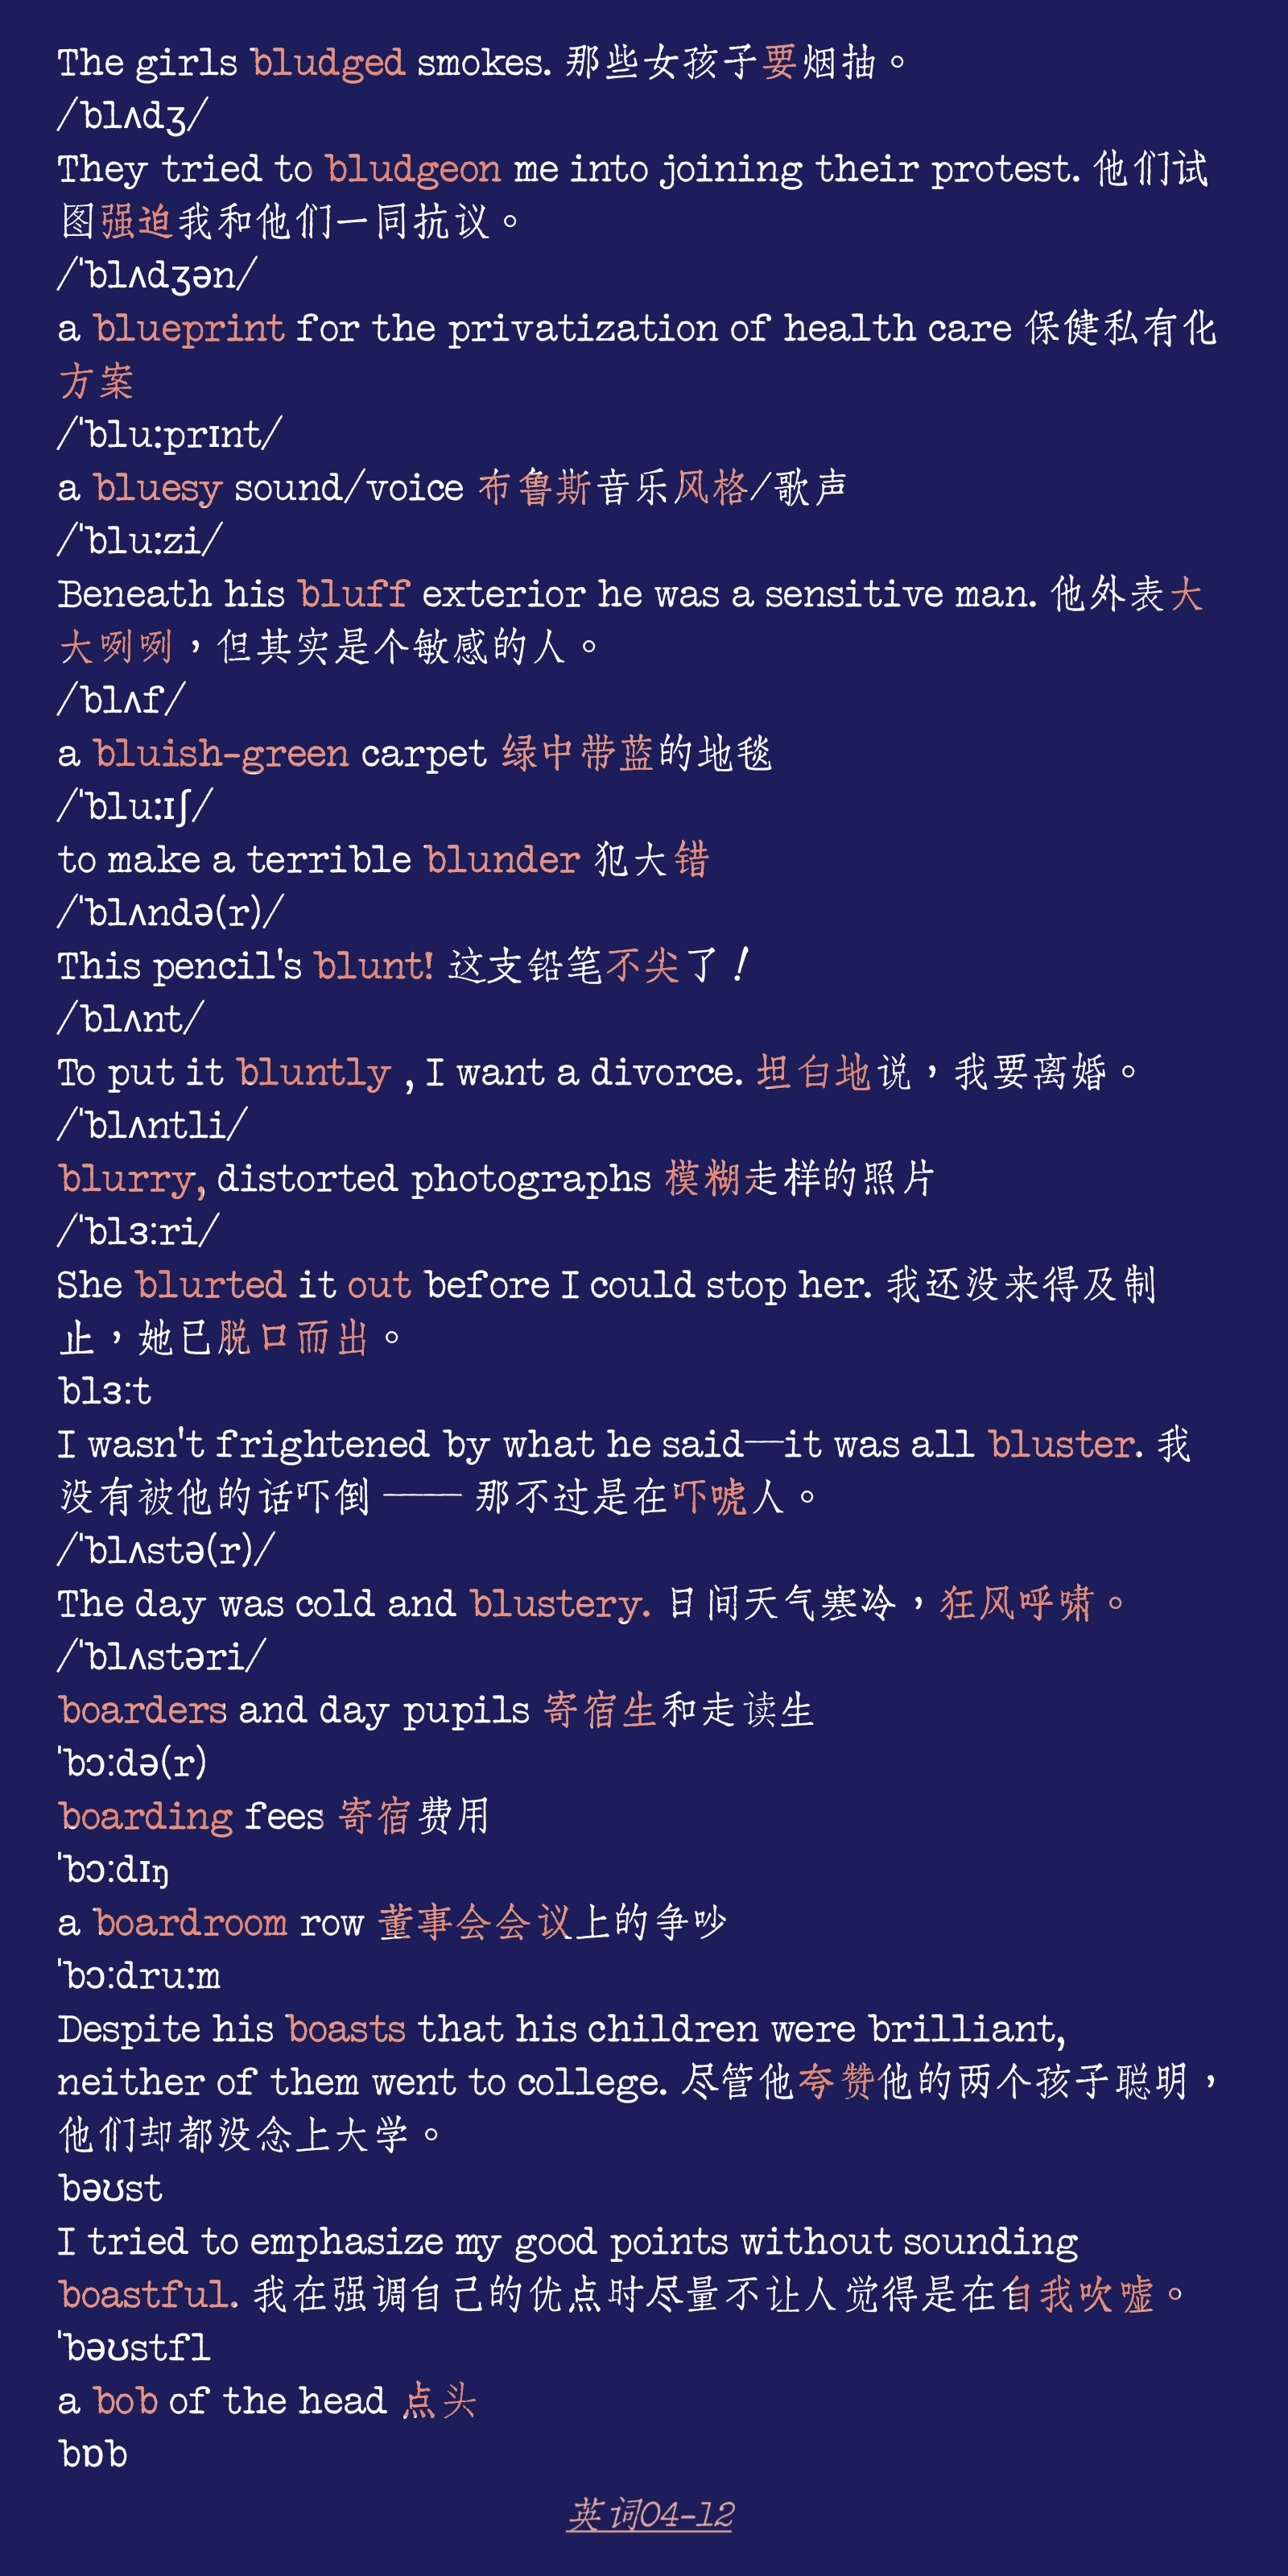 The girls bludged smokes. 那些女孩子要烟抽。
/blʌdʒ/
They tried to bludgeon me into joining their protest. 他们试
图强迫我和他们一同抗议。
/ˈblʌdʒən/
a blueprint for the privatization of health care 保健私有化
方案
/ˈbluːprɪnt/
a bluesy sound/voice 布鲁斯音乐风格/歌声
/ˈbluːzi/
Beneath his bluff exterior he was a sensitive man. 他外表大
大咧咧，但其实是个敏感的人。
/blʌf/
a bluish-green carpet 绿中带蓝的地毯
/ˈbluːɪʃ/
to make a terrible blunder 犯大错
/ˈblʌndə(r)/
This pencil's blunt! 这支铅笔不尖了！
/blʌnt/
To put it bluntly , I want a divorce. 坦白地说，我要离婚。
/ˈblʌntli/
blurry, distorted photographs 模糊走样的照片
/ˈblɜːri/
She blurted it out before I could stop her. 我还没来得及制
止，她已脱口而出。
blɜːt
I wasn't frightened by what he said—it was all bluster. 我
没有被他的话吓倒 —— 那不过是在吓唬人。
/ˈblʌstə(r)/
The day was cold and blustery. 日间天气寒冷，狂风呼啸。
/ˈblʌstəri/
boarders and day pupils 寄宿生和走读生
ˈbɔːdə(r)
boarding fees 寄宿费用
ˈbɔːdɪŋ
a boardroom row 董事会会议上的争吵
ˈbɔːdruːm
Despite his boasts that his children were brilliant,
neither of them went to college. 尽管他夸赞他的两个孩子聪明，
他们却都没念上大学。
bəʊst
I tried to emphasize my good points without sounding
boastful. 我在强调自己的优点时尽量不让人觉得是在自我吹嘘。
ˈbəʊstfl
a bob of the head 点头
bɒb
英词04-12